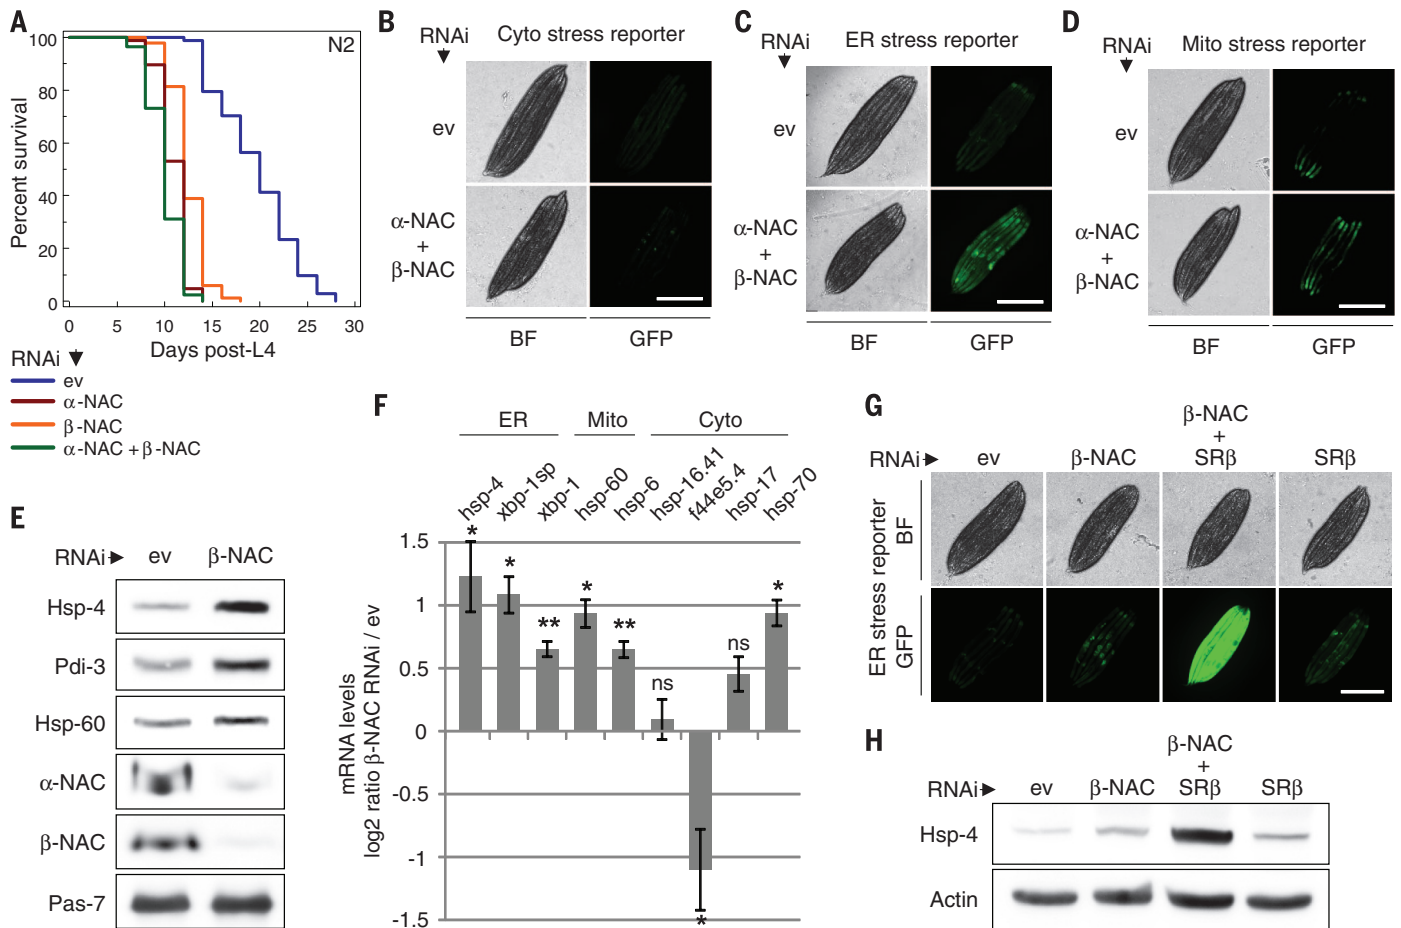 A
N2
Percent survival
100
80
60
40
20
0
0 5 10 15 20 25 30
Days post-L4
RNAi
ev
α-NAC
β-NAC
α-NAC + β-NAC
B
RNAi
Cyto stress reporter
ev
α-NAC
+
β-NAC
BF GFP
C
RNAi
ER stress reporter
ev
α-NAC
+
β-NAC
BF GFP
D
RNAi
Mito stress reporter
ev
α-NAC
+
β-NAC
BF GFP
E
RNAi ev β-NAC
Hsp-4
Pdi-3
Hsp-60
α-NAC
β-NAC
Pas-7
F
ER Mito Cyto
hsp-4 xbp-1sp xbp-1 hsp-60 hsp-6 hsp-16.41 f44e5.4 hsp-17 hsp-70
mRNA levels
log2 ratio β-NAC RNAi / ev
1.5
1
0.5
0
-0.5
-1
-1.5
* * ** * ** ns * ns *
G
RNAi ev β-NAC β-NAC + SRβ SRβ
ER stress reporter
BF
GFP
H
RNAi ev β-NAC β-NAC + SRβ SRβ
Hsp-4
Actin